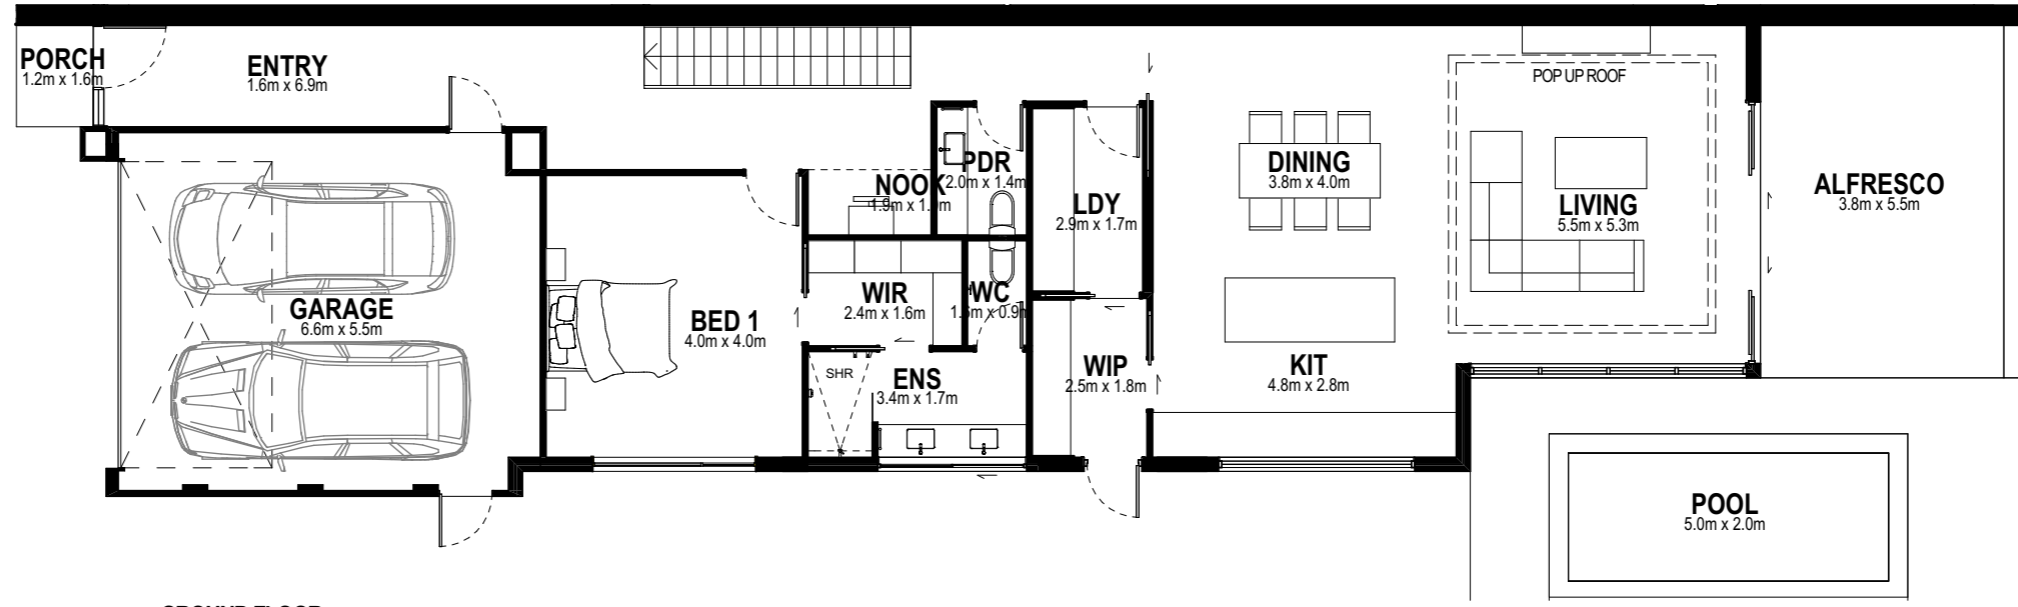 PORCH
1.2m x 1.6m
ENTRY
1.6m x 6.9m
POP UP ROOF
PDR
2.0m x 1.4m
NOOK
DINING
3.8m x 4.0m
ALFRESCO
3.8m x 5.5m
LDY
2.9m x 1.7m
LIVING
5.5m x 5.3m
GARAGE
6.6m x 5.5m
BED 1
4.0m x 4.0m
WIR
2.4m x 1.6m
WC
SHR
ENS
3.4m x 1.7m
WIP
2.5m x 1.8m
KIT
4.8m x 2.8m
POOL
5.0m x 2.0m
GROUND FLOOR